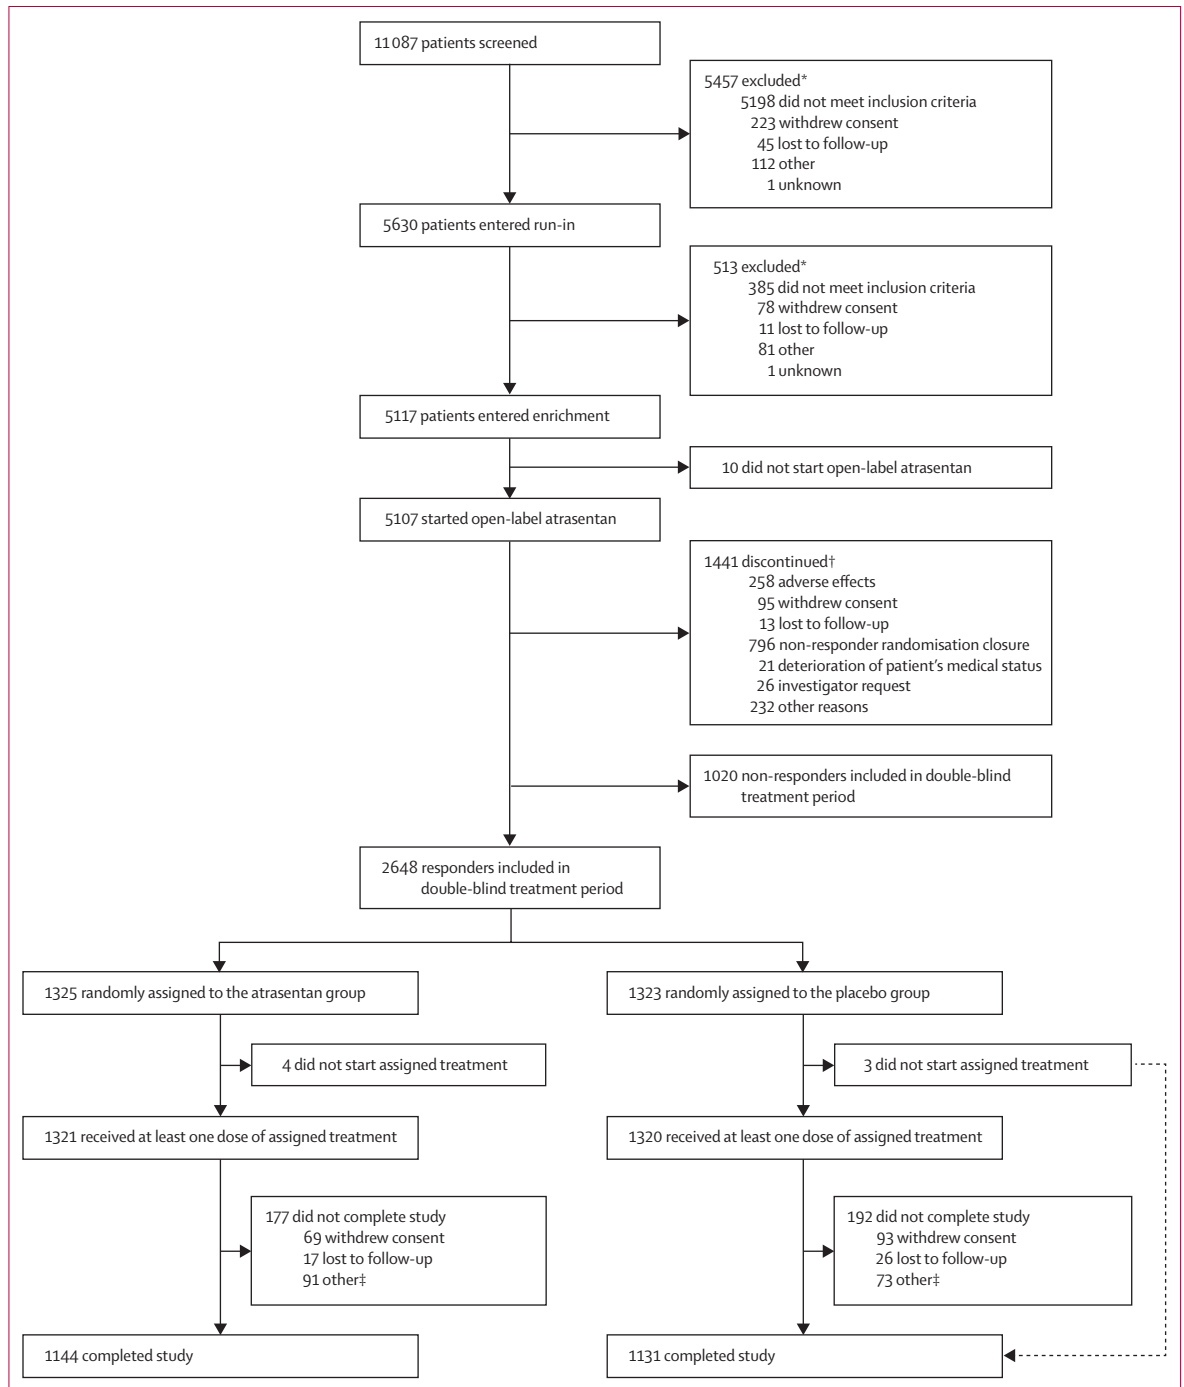 11 087 patients screened
5457 excluded*
5198 did not meet inclusion criteria
223 withdrew consent
45 lost to follow-up
112 other
1 unknown
5630 patients entered run-in
513 excluded*
385 did not meet inclusion criteria
78 withdrew consent
11 lost to follow-up
81 other
1 unknown
5117 patients entered enrichment
10 did not start open-label atrasentan
5107 started open-label atrasentan
1441 discontinued†
258 adverse effects
95 withdrew consent
13 lost to follow-up
796 non-responder randomisation closure
21 deterioration of patient's medical status
26 investigator request
232 other reasons
1020 non-responders included in double-blind
treatment period
2648 responders included in
double-blind treatment period
1325 randomly assigned to the atrasentan group
1323 randomly assigned to the placebo group
4 did not start assigned treatment
3 did not start assigned treatment
1321 received at least one dose of assigned treatment
1320 received at least one dose of assigned treatment
177 did not complete study
69 withdrew consent
17 lost to follow-up
91 other‡
192 did not complete study
93 withdrew consent
26 lost to follow-up
73 other‡
1144 completed study
1131 completed study